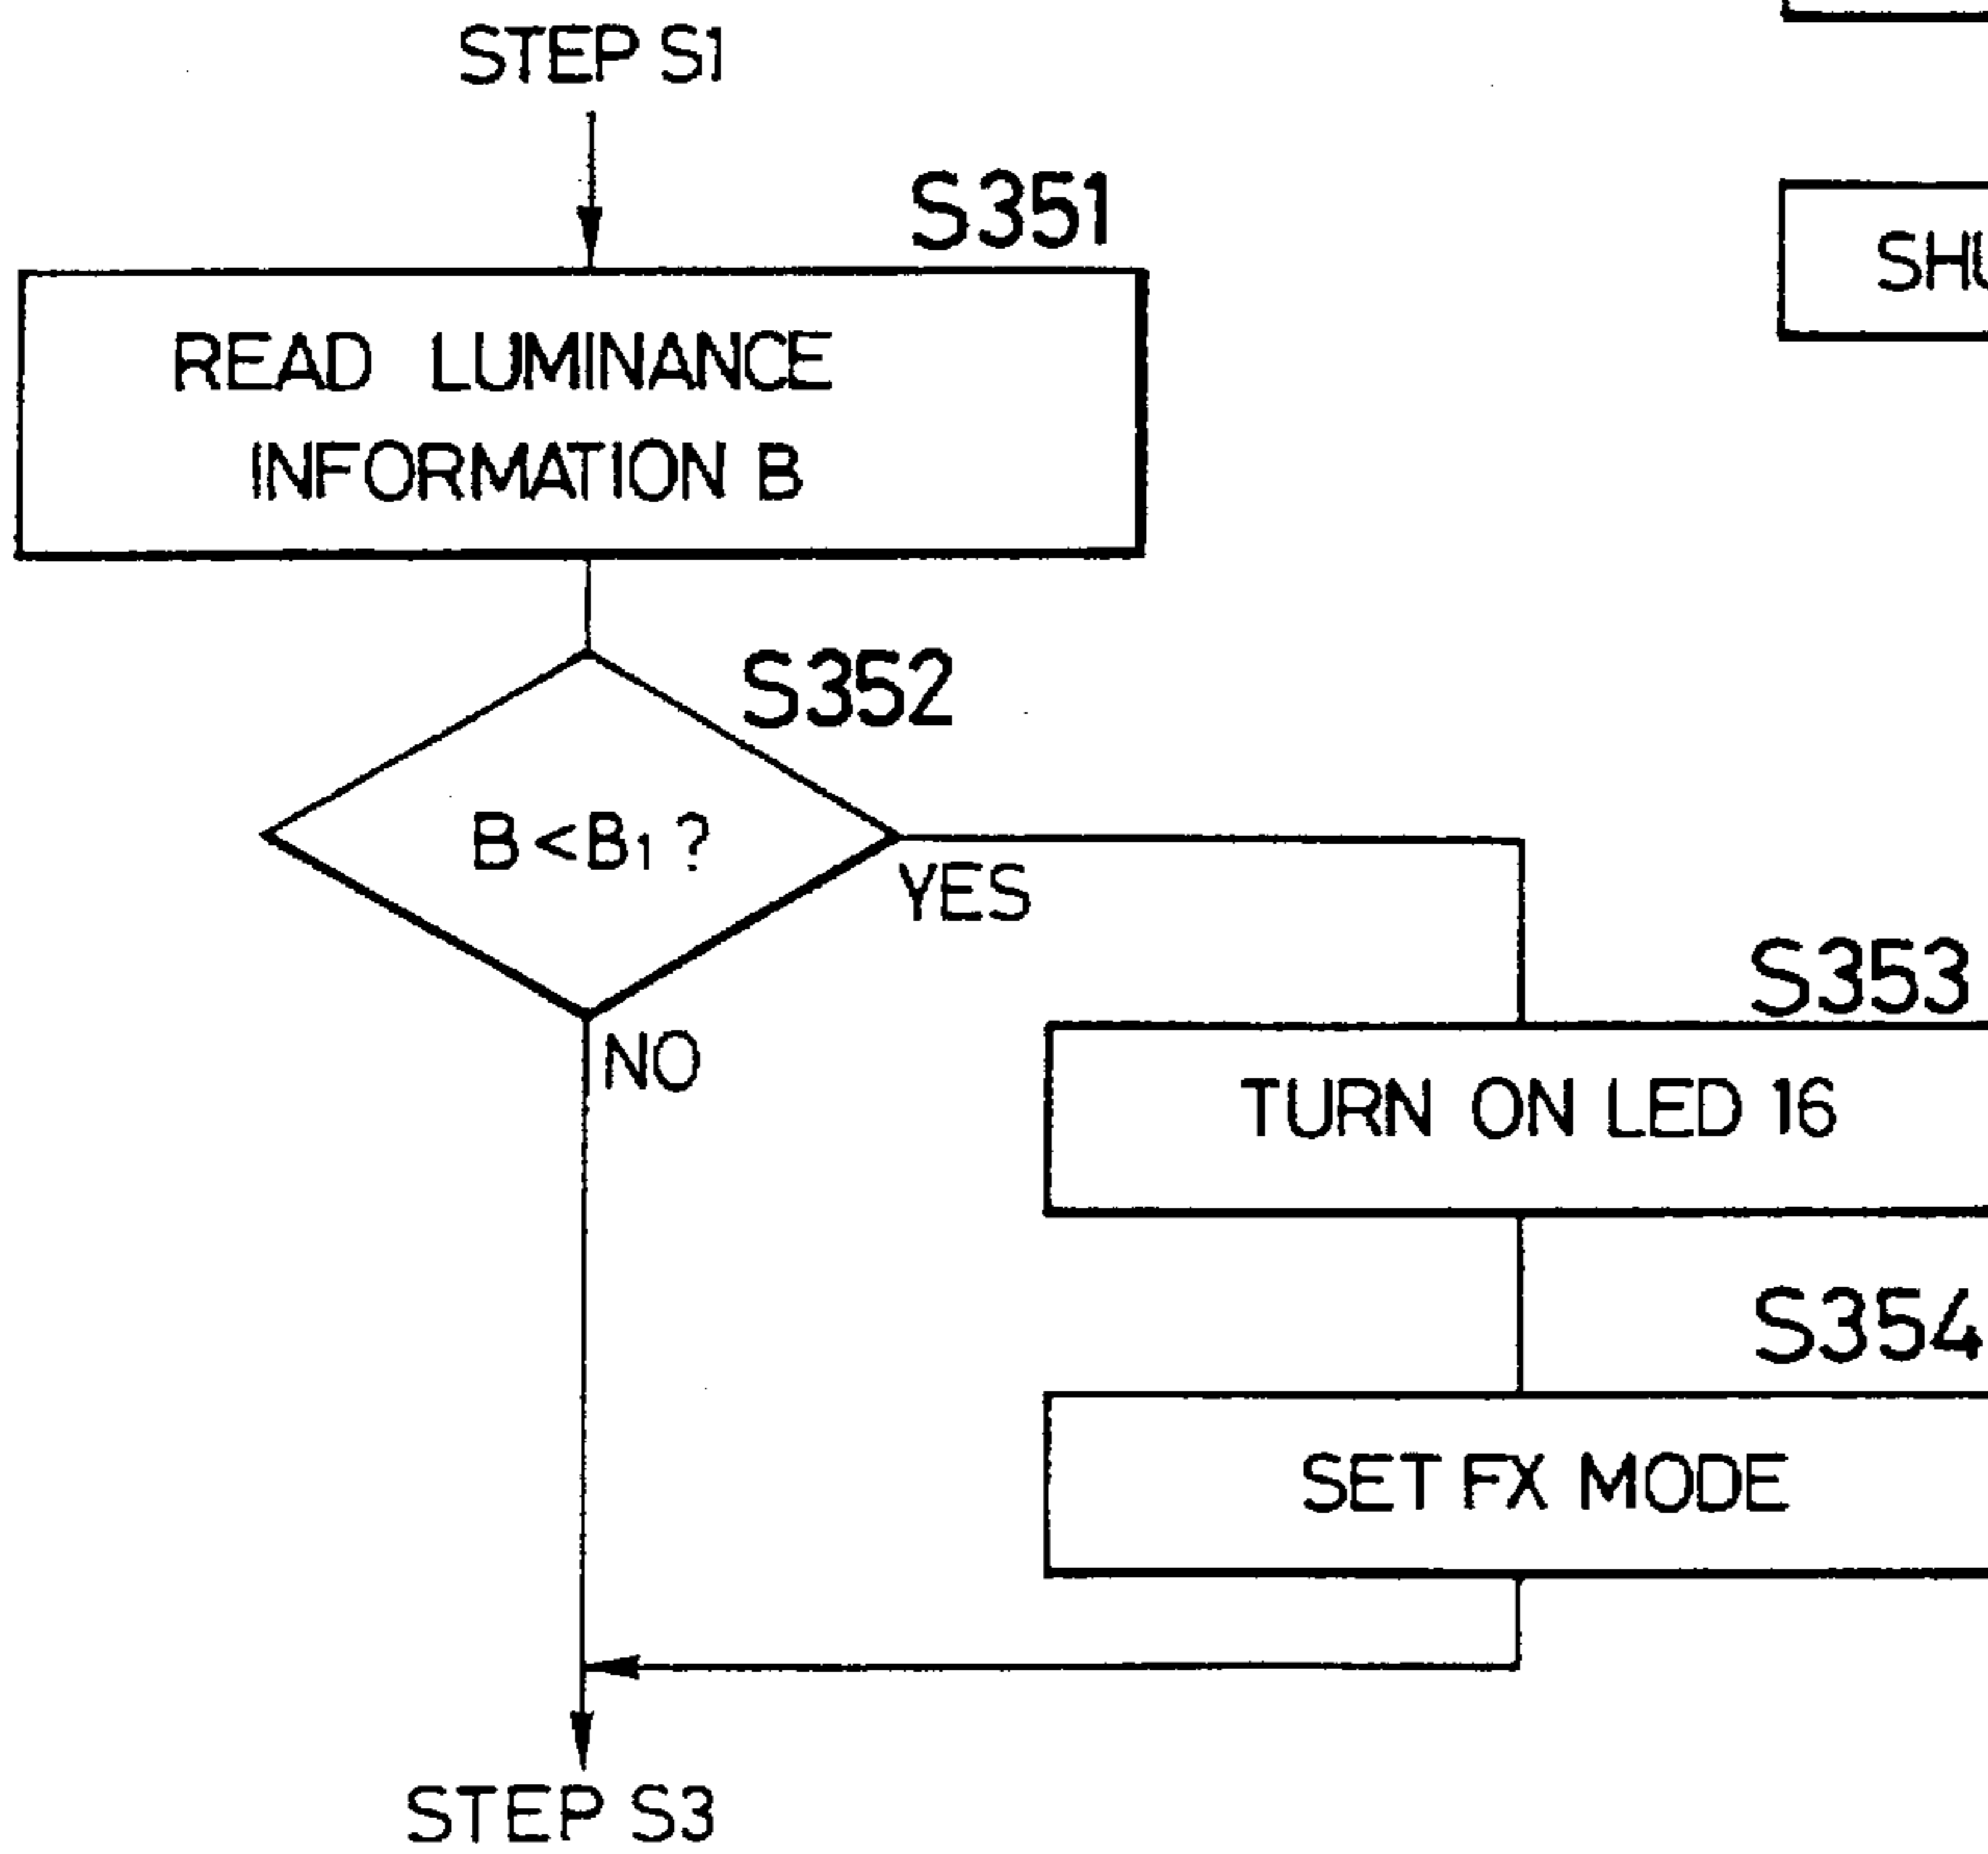 STEP S1
S351
READ LUMINANCE
INFORMATION B
S352
B<B₁?
YES
NO
S353
TURN ON LED 16
S354
SET FX MODE
STEP S3